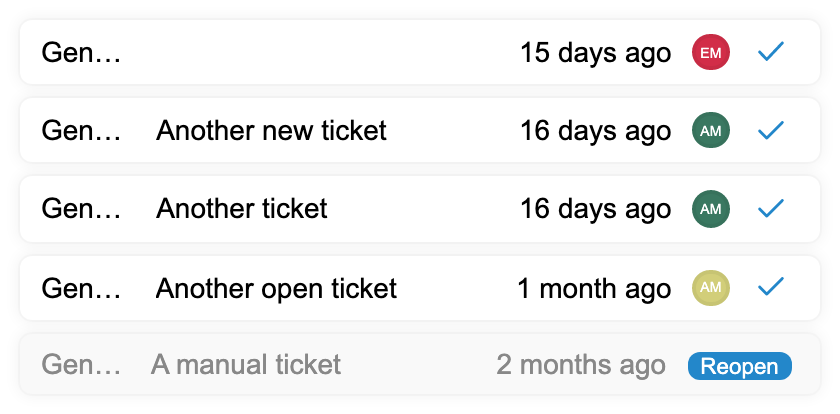 Gen… 15 days ago EM
Gen… Another new ticket 16 days ago AM
Gen… Another ticket 16 days ago AM
Gen… Another open ticket 1 month ago AM
Gen… A manual ticket 2 months ago Reopen